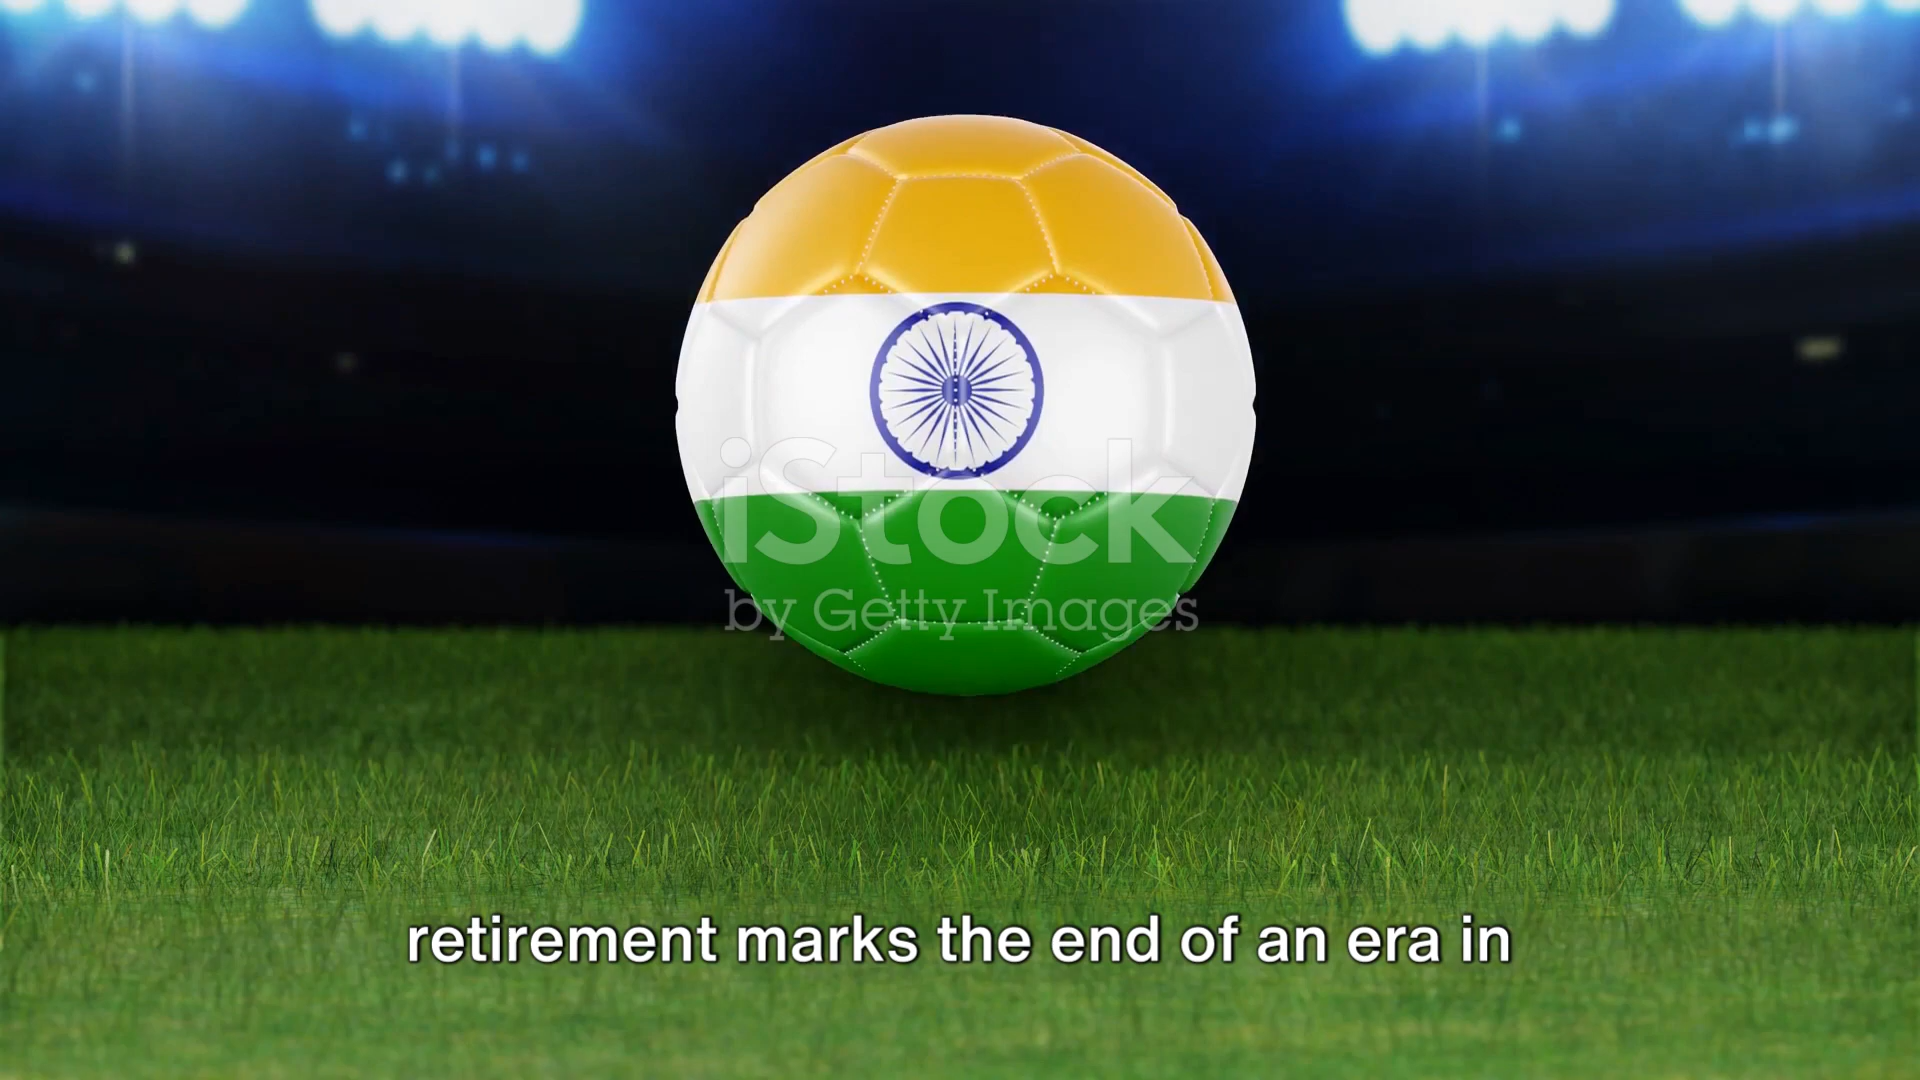 iStock
by Getty Images
retirement marks the end of an era in